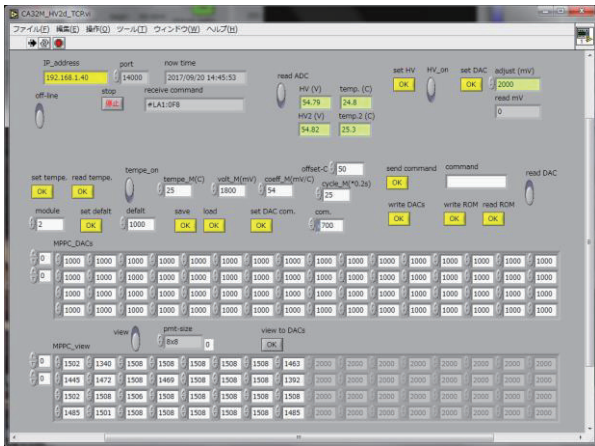 CA32M_HV2d_TCP.vi
ファイル(F) 編集(E) 操作(O) ツール(T) ウィンドウ(W) ヘルプ(H)
IP_address port now time
192.168.1.40 14000 2017/09/20 14:45:53
off-line stop receive command
停止 #LA1:0F8
read ADC set HV HV_on set DAC adjust (mV)
HV (V) temp. (C) OK OK 2000
54.79 24.8 read mV
HV2 (V) temp.2 (C) 0
54.82 25.3
set tempe. read tempe. tempe_on tempe_M(C) volt_M(mV) coeff_M(mV/C) offset-C 50 cycle_M(*0.2s) send command command read DAC
OK OK 25 1800 54 25 OK
module set defalt defalt save load set DAC com. com. write DACs write ROM read ROM
2 OK 1000 OK OK OK 700 OK OK OK
MPPC_DACs
0 1000 1000 1000 1000 1000 1000 1000 1000 1000 1000 1000 1000 1000 1000 1000 1000
0 1000 1000 1000 1000 1000 1000 1000 1000 1000 1000 1000 1000 1000 1000 1000 1000
1000 1000 1000 1000 1000 1000 1000 1000 1000 1000 1000 1000 1000 1000 1000 1000
1000 1000 1000 1000 1000 1000 1000 1000 1000 1000 1000 1000 1000 1000 1000 1000
view pmt-size view to DACs
MPPC_view 8x8 0 OK
0 1502 1340 1508 1508 1508 1508 1508 1463 2000 2000 2000 2000 2000 2000 2000 2000
0 1445 1472 1508 1469 1508 1508 1508 1392 2000 2000 2000 2000 2000 2000 2000 2000
1502 1508 1506 1508 1508 1508 1508 1508 2000 2000 2000 2000 2000 2000 2000 2000
1485 1501 1508 1508 1508 1508 1508 1485 2000 2000 2000 2000 2000 2000 2000 2000